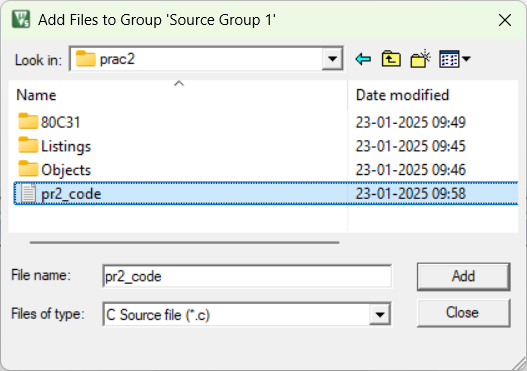 Add Files to Group 'Source Group 1'
Look in: prac2
Name Date modified
80C31 23-01-2025 09:49
Listings 23-01-2025 09:45
Objects 23-01-2025 09:46
pr2_code 23-01-2025 09:58
File name: pr2_code Add
Files of type: C Source file (*.c) Close